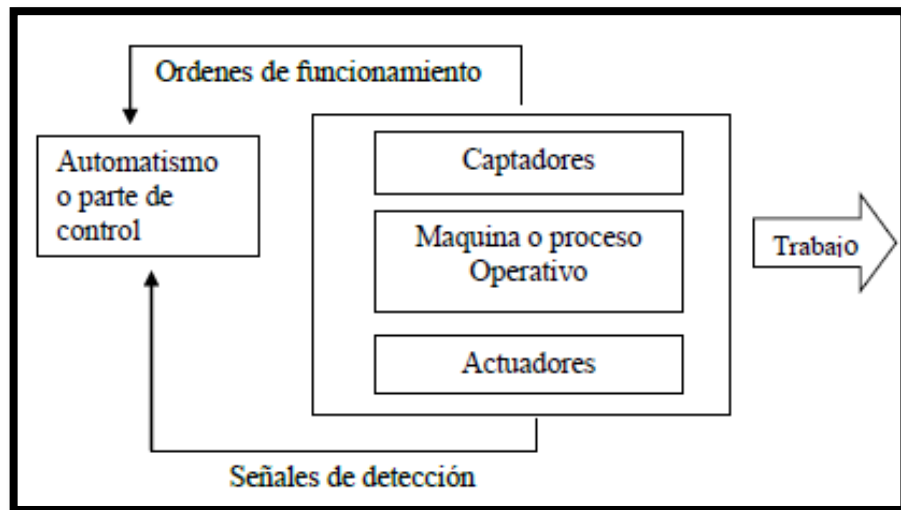 Ordenes de funcionamiento
Automatismo
o parte de
control
Captadores
Maquina o proceso
Operativo
Actuadores
Trabajo
Señales de detección